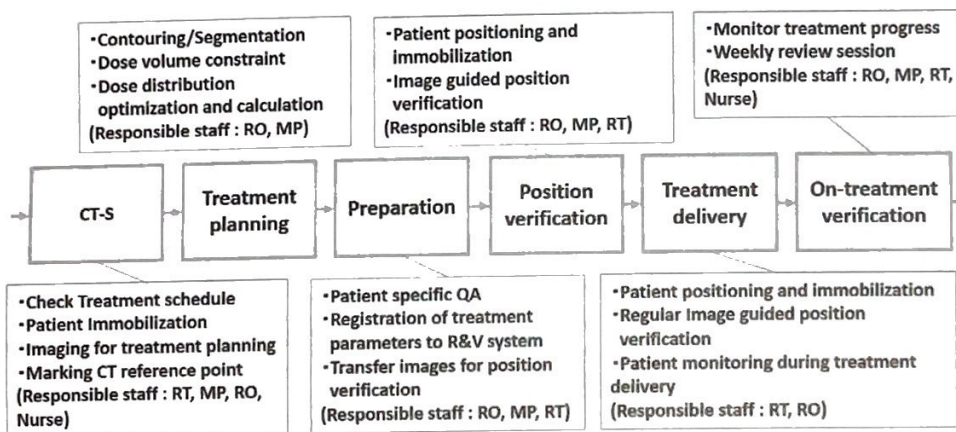 •Contouring/Segmentation
•Dose volume constraint
•Dose distribution
optimization and calculation
(Responsible staff : RO, MP)
•Patient positioning and
immobilization
•Image guided position
verification
(Responsible staff : RO, MP, RT)
•Monitor treatment progress
•Weekly review session
(Responsible staff : RO, MP, RT,
Nurse)
CT-S
Treatment
planning
Preparation
Position
verification
Treatment
delivery
On-treatment
verification
•Check Treatment schedule
•Patient Immobilization
•Imaging for treatment planning
•Marking CT reference point
(Responsible staff : RT, MP, RO,
Nurse)
•Patient specific QA
•Registration of treatment
parameters to R&V system
•Transfer images for position
verification
(Responsible staff : RO, MP, RT)
•Patient positioning and immobilization
•Regular Image guided position
verification
•Patient monitoring during treatment
delivery
(Responsible staff : RT, RO)